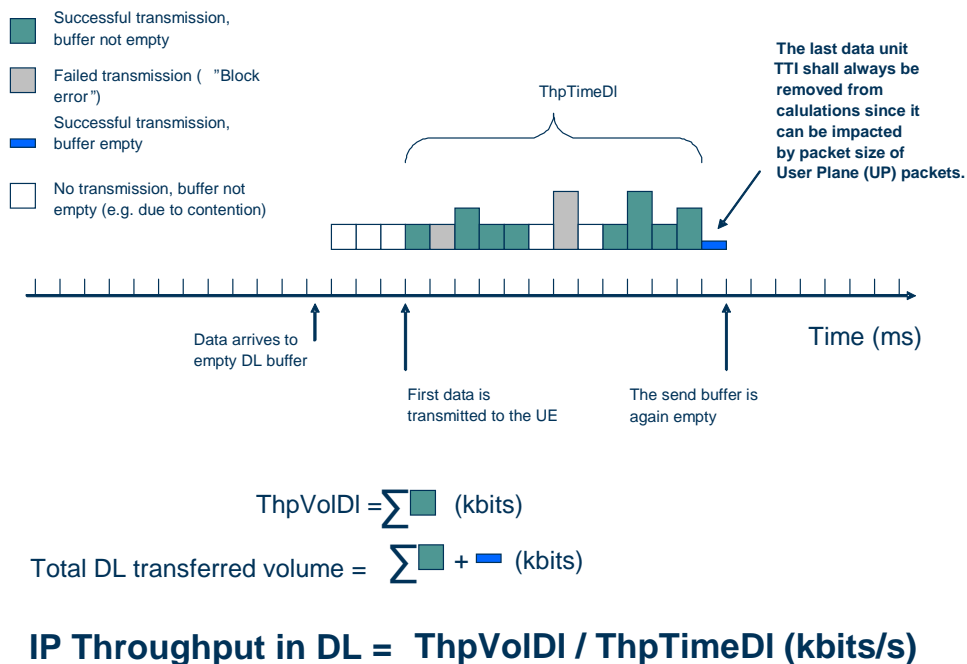 Successful transmission,
buffer not empty
Failed transmission ( "Block
error")
Successful transmission,
buffer empty
No transmission, buffer not
empty (e.g. due to contention)
ThpTimeDl
The last data unit
TTI shall always be
removed from
calulations since it
can be impacted
by packet size of
User Plane (UP) packets.
Time (ms)
Data arrives to
empty DL buffer
First data is
transmitted to the UE
The send buffer is
again empty
ThpVolDl = ∑ (kbits)
Total DL transferred volume = ∑ + (kbits)
IP Throughput in DL = ThpVolDl / ThpTimeDl (kbits/s)